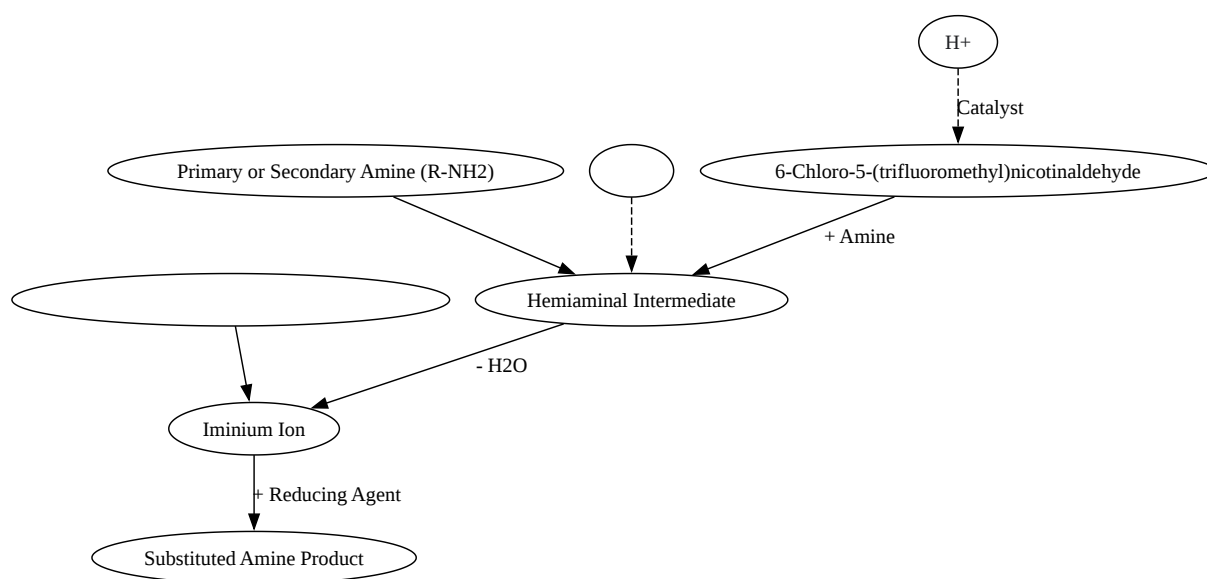 H+
Catalyst
Primary or Secondary Amine (R-NH2)
6-Chloro-5-(trifluoromethyl)nicotinaldehyde
+ Amine
Hemiaminal Intermediate
- H2O
Iminium Ion
+ Reducing Agent
Substituted Amine Product